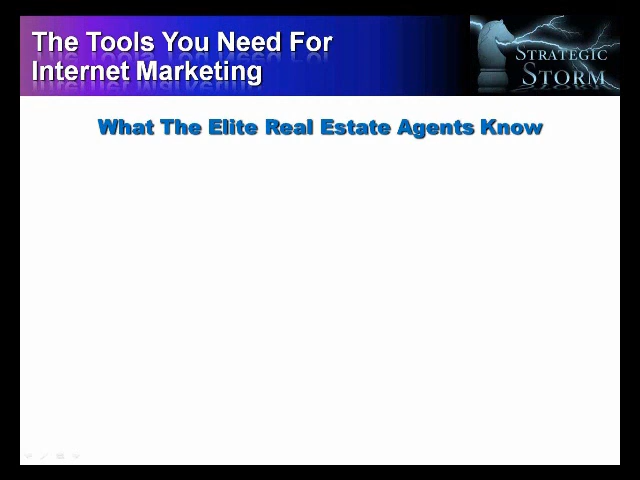 The Tools You Need For
Internet Marketing
STRATEGIC
STORM
What The Elite Real Estate Agents Know